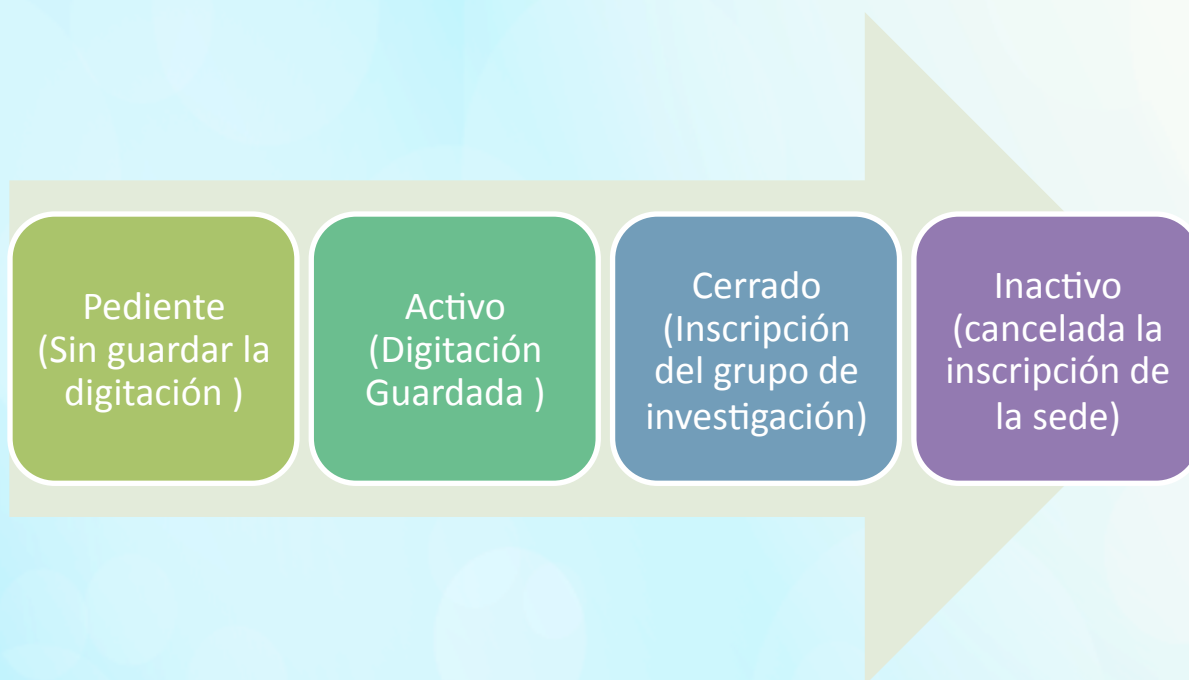 Pediente
(Sin guardar la
digitación )
Activo
(Digitación
Guardada )
Cerrado
(Inscripción
del grupo de
investigación)
Inactivo
(cancelada la
inscripción de
la sede)